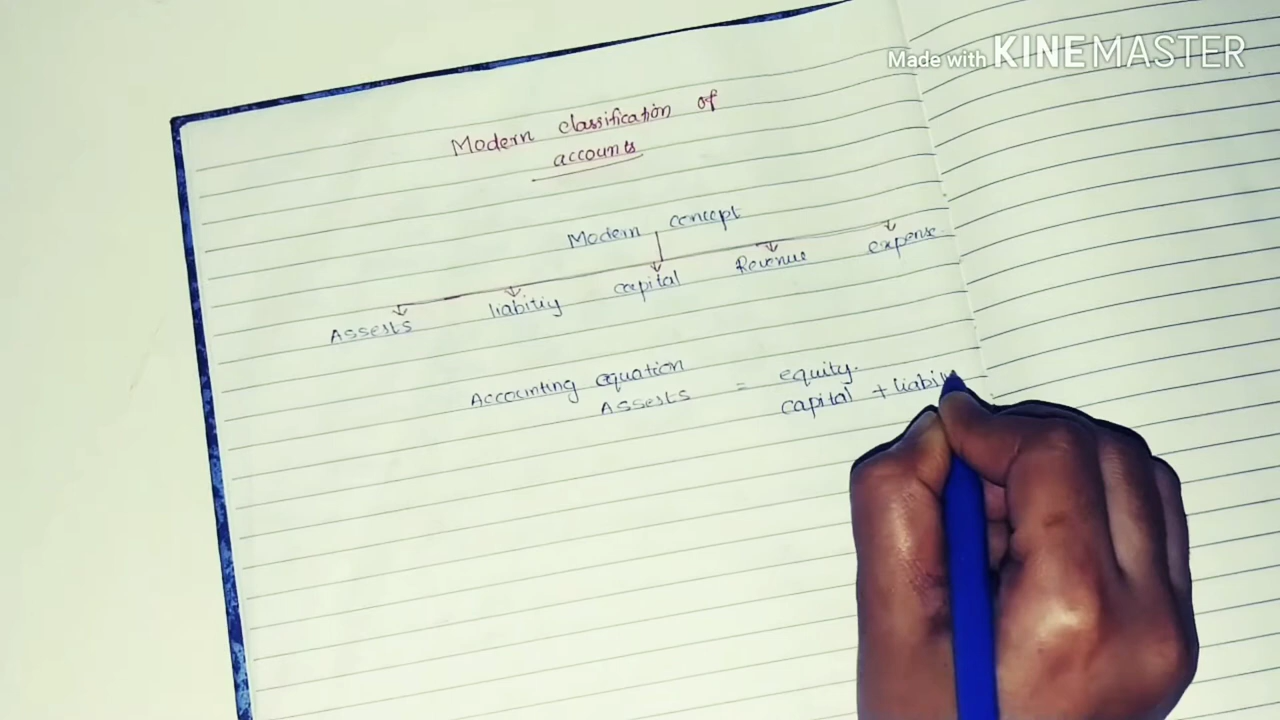 Made with KINEMASTER
Modern classification of
accounts
Modern concept
Assests liabitiy capital Revenue expense
Accounting equation
Assests = equity.
capital + liabi